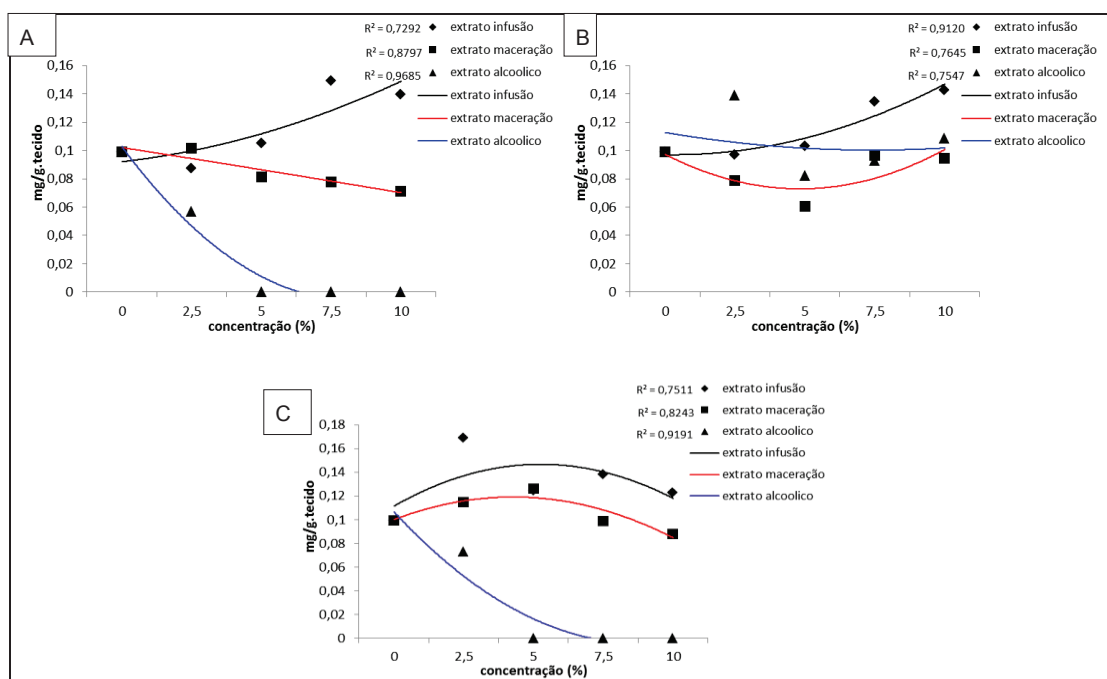 A
R² = 0,7292 extrato infusão
R² = 0,8797 extrato maceração
R² = 0,9685 extrato alcoolico
extrato infusão
extrato maceração
extrato alcoolico
mg/g.tecido
0,16
0,14
0,12
0,1
0,08
0,06
0,04
0,02
0
0 2,5 5 7,5 10
concentração (%)
B
R² = 0,9120 extrato infusão
R² = 0,7645 extrato maceração
R² = 0,7547 extrato alcoolico
extrato infusão
extrato maceração
extrato alcoolico
mg/g.tecido
0,16
0,14
0,12
0,1
0,08
0,06
0,04
0,02
0
0 2,5 5 7,5 10
concentração (%)
C
R² = 0,7511 extrato infusão
R² = 0,8243 extrato maceração
R² = 0,9191 extrato alcoolico
extrato infusão
extrato maceração
extrato alcoolico
mg/g.tecido
0,18
0,16
0,14
0,12
0,1
0,08
0,06
0,04
0,02
0
0 2,5 5 7,5 10
concentração (%)